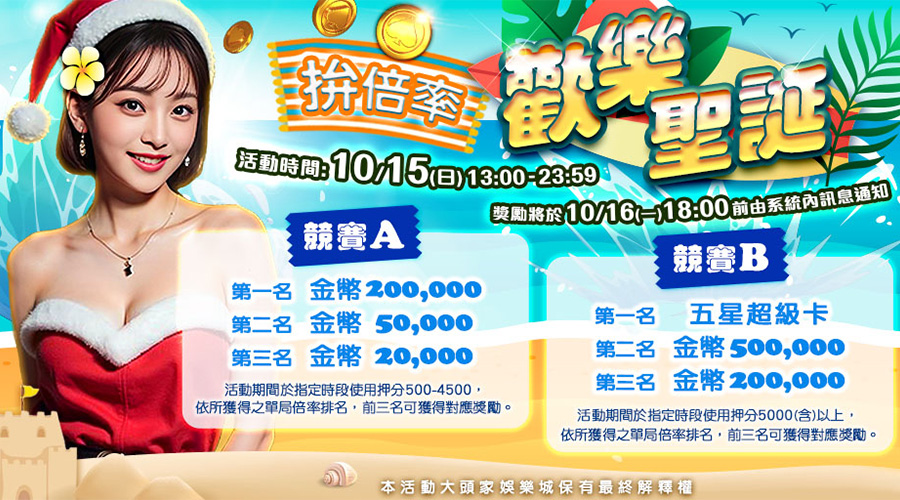 拚倍率
歡樂
聖誕
活動時間:10/15(日)13:00-23:59
獎勵將於10/16(一)18:00前由系統內訊息通知
競賽A
第一名 金幣200,000
第二名 金幣 50,000
第三名 金幣 20,000
活動期間於指定時段使用押分500-4500，
依所獲得之單局倍率排名，前三名可獲得對應獎勵。
競賽B
第一名 五星超級卡
第二名 金幣500,000
第三名 金幣200,000
活動期間於指定時段使用押分5000(含)以上，
依所獲得之單局倍率排名，前三名可獲得對應獎勵。
本活動大頭家娛樂城保有最終解釋權